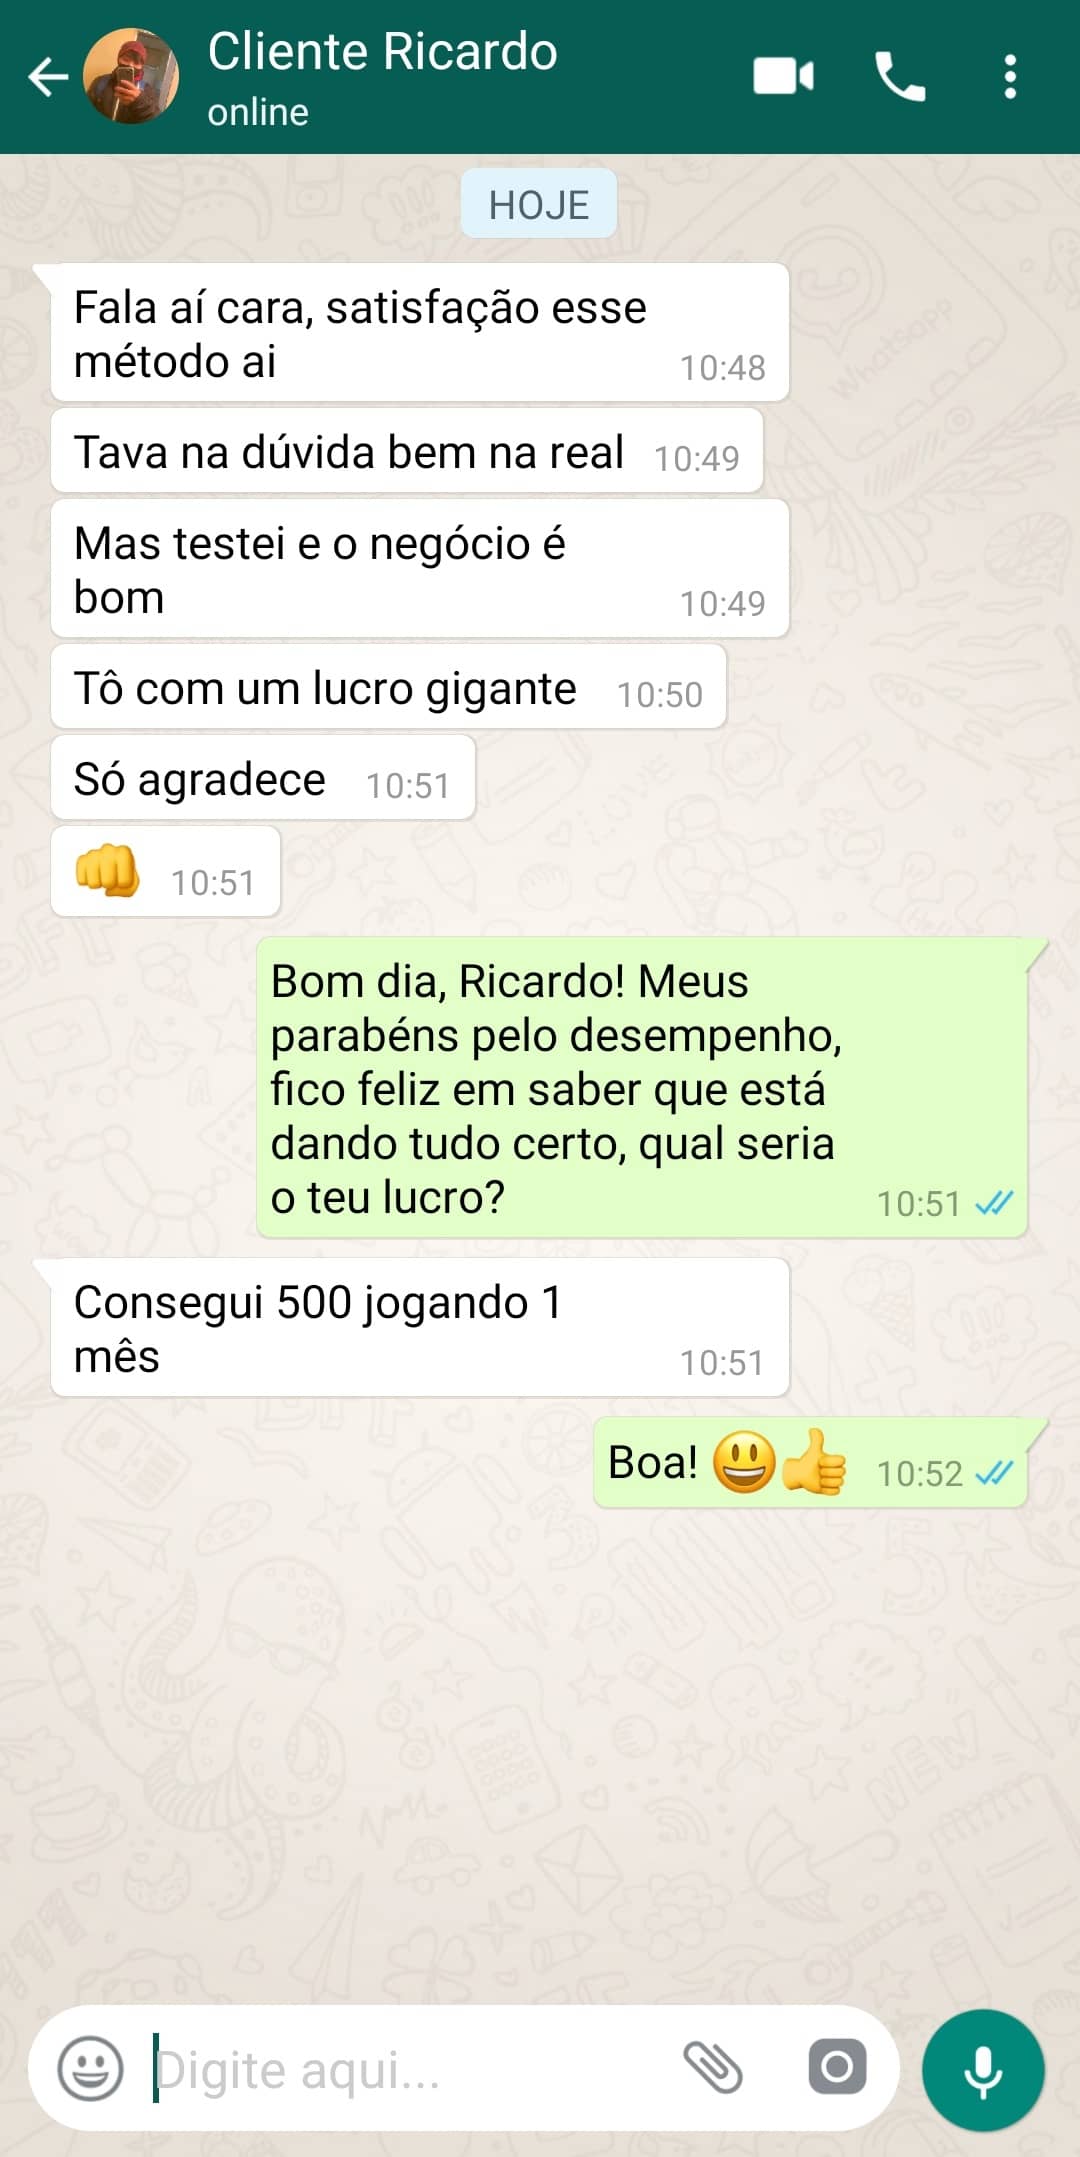 Cliente Ricardo
online
HOJE
Fala aí cara, satisfação esse
método ai
10:48
Tava na dúvida bem na real 10:49
Mas testei e o negócio é
bom
10:49
Tô com um lucro gigante 10:50
Só agradece 10:51
👊 10:51
Bom dia, Ricardo! Meus
parabéns pelo desempenho,
fico feliz em saber que está
dando tudo certo, qual seria
o teu lucro?
10:51
Consegui 500 jogando 1
mês
10:51
Boa! 😃👍 10:52
Digite aqui...